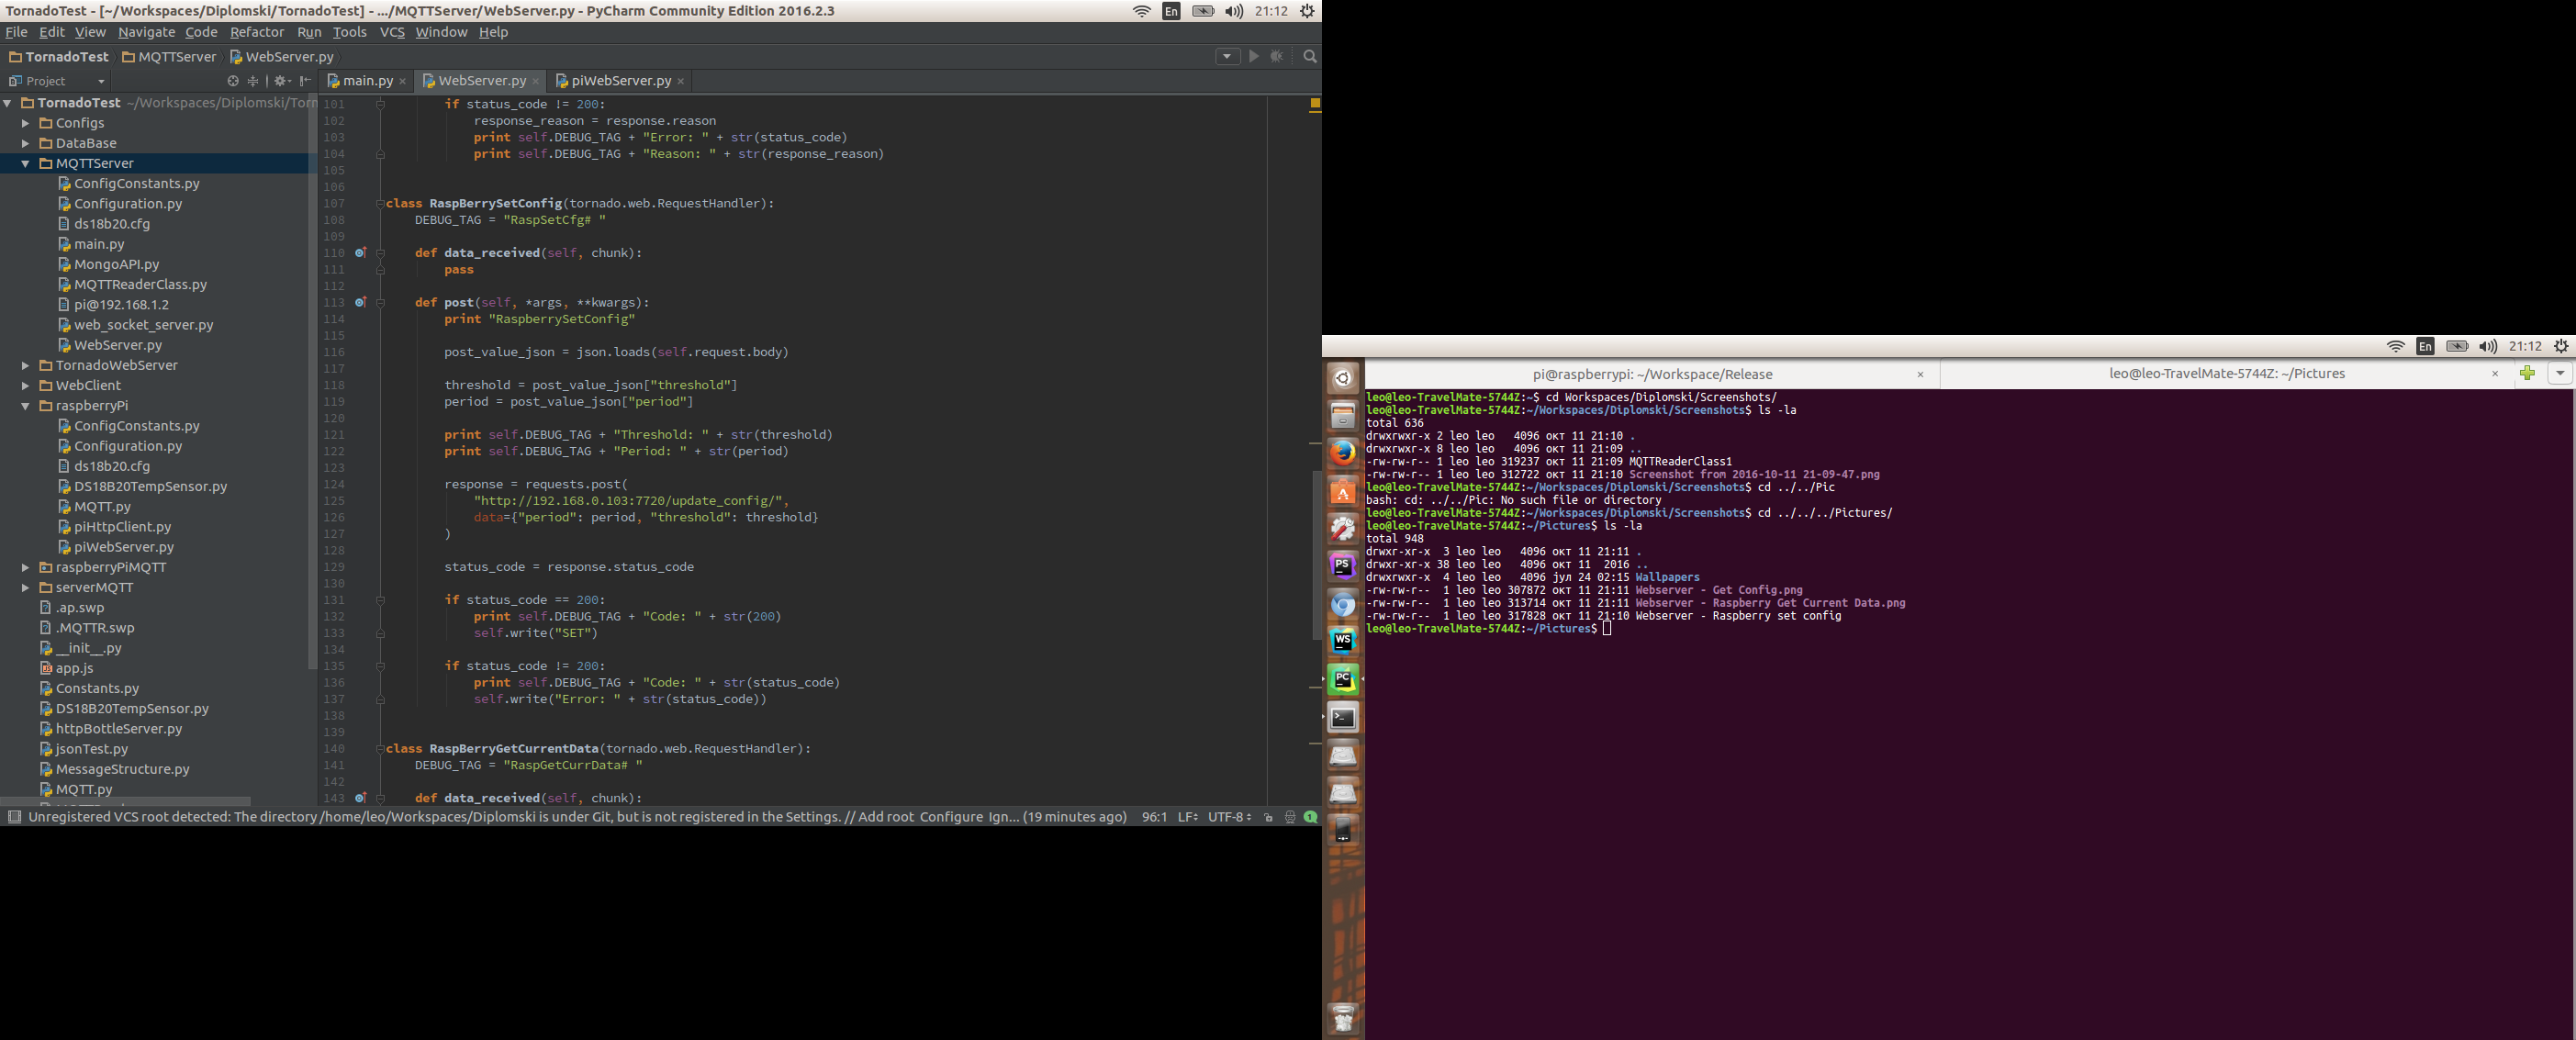 TornadoTest - [~/Workspaces/Diplomski/TornadoTest] - .../MQTTServer/WebServer.py - PyCharm Community Edition 2016.2.3
En
21:12
File Edit View Navigate Code Refactor Run Tools VCS Window Help
TornadoTest MQTTServer WebServer.py
Project
main.py × WebServer.py × piWebServer.py ×
TornadoTest ~/Workspaces/Diplomski/Torn
Configs
DataBase
MQTTServer
ConfigConstants.py
Configuration.py
ds18b20.cfg
main.py
MongoAPI.py
MQTTReaderClass.py
pi@192.168.1.2
web_socket_server.py
WebServer.py
TornadoWebServer
WebClient
raspberryPi
ConfigConstants.py
Configuration.py
ds18b20.cfg
DS18B20TempSensor.py
MQTT.py
piHttpClient.py
piWebServer.py
raspberryPiMQTT
serverMQTT
.ap.swp
.MQTTR.swp
__init__.py
app.js
Constants.py
DS18B20TempSensor.py
httpBottleServer.py
jsonTest.py
MessageStructure.py
MQTT.py
101 if status_code != 200:
102 response_reason = response.reason
103 print self.DEBUG_TAG + "Error: " + str(status_code)
104 print self.DEBUG_TAG + "Reason: " + str(response_reason)
105
106
107 class RaspBerrySetConfig(tornado.web.RequestHandler):
108 DEBUG_TAG = "RaspSetCfg# "
109
110 def data_received(self, chunk):
111 pass
112
113 def post(self, *args, **kwargs):
114 print "RaspberrySetConfig"
115
116 post_value_json = json.loads(self.request.body)
117
118 threshold = post_value_json["threshold"]
119 period = post_value_json["period"]
120
121 print self.DEBUG_TAG + "Threshold: " + str(threshold)
122 print self.DEBUG_TAG + "Period: " + str(period)
123
124 response = requests.post(
125 "http://192.168.0.103:7720/update_config/",
126 data={"period": period, "threshold": threshold}
127 )
128
129 status_code = response.status_code
130
131 if status_code == 200:
132 print self.DEBUG_TAG + "Code: " + str(200)
133 self.write("SET")
134
135 if status_code != 200:
136 print self.DEBUG_TAG + "Code: " + str(status_code)
137 self.write("Error: " + str(status_code))
138
139
140 class RaspBerryGetCurrentData(tornado.web.RequestHandler):
141 DEBUG_TAG = "RaspGetCurrData# "
142
143 def data_received(self, chunk):
Unregistered VCS root detected: The directory /home/leo/Workspaces/Diplomski is under Git, but is not registered in the Settings. // Add root Configure Ign... (19 minutes ago) 96:1 LF UTF-8 1
En
21:12
pi@raspberrypi: ~/Workspace/Release ×
leo@leo-TravelMate-5744Z: ~/Pictures ×
leo@leo-TravelMate-5744Z:~$ cd Workspaces/Diplomski/Screenshots/
leo@leo-TravelMate-5744Z:~/Workspaces/Diplomski/Screenshots$ ls -la
total 636
drwxrwxr-x 2 leo leo 4096 окт 11 21:10 .
drwxrwxr-x 8 leo leo 4096 окт 11 21:09 ..
-rw-rw-r-- 1 leo leo 319237 окт 11 21:09 MQTTReaderClass1
-rw-rw-r-- 1 leo leo 312722 окт 11 21:10 Screenshot from 2016-10-11 21-09-47.png
leo@leo-TravelMate-5744Z:~/Workspaces/Diplomski/Screenshots$ cd ../../Pic
bash: cd: ../../Pic: No such file or directory
leo@leo-TravelMate-5744Z:~/Workspaces/Diplomski/Screenshots$ cd ../../../Pictures/
leo@leo-TravelMate-5744Z:~/Pictures$ ls -la
total 948
drwxr-xr-x 3 leo leo 4096 окт 11 21:11 .
drwxr-xr-x 38 leo leo 4096 окт 11 2016 ..
drwxrwxr-x 4 leo leo 4096 јул 24 02:15 Wallpapers
-rw-rw-r-- 1 leo leo 307872 окт 11 21:11 Webserver - Get Config.png
-rw-rw-r-- 1 leo leo 313714 окт 11 21:11 Webserver - Raspberry Get Current Data.png
-rw-rw-r-- 1 leo leo 317828 окт 11 21:10 Webserver - Raspberry set config
leo@leo-TravelMate-5744Z:~/Pictures$
PS
WS
PC